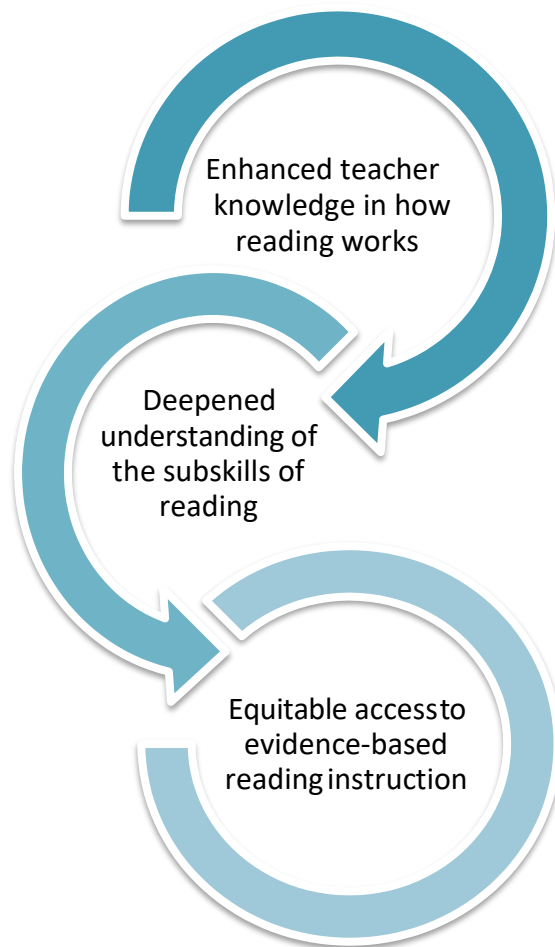 Enhanced teacher
knowledge in how
reading works
Deepened
understanding of
the subskills of
reading
Equitable access to
evidence-based
reading instruction